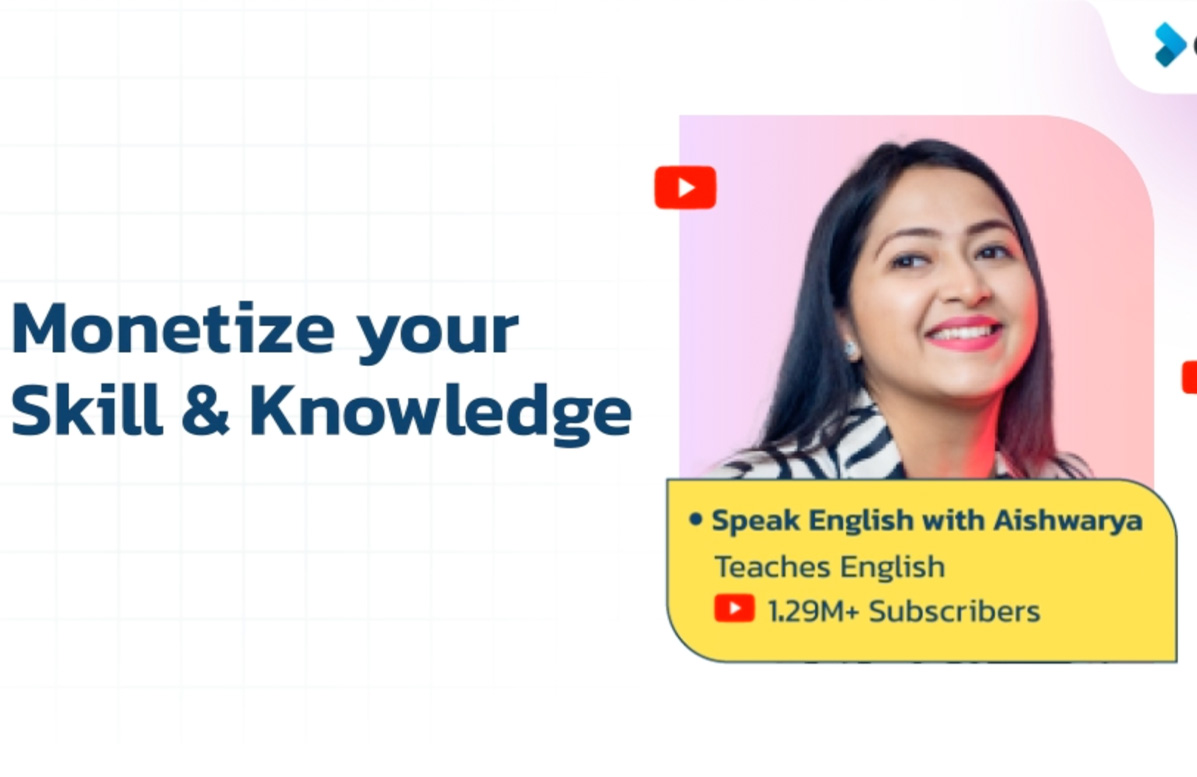 Monetize your
Skill & Knowledge
• Speak English with Aishwarya
Teaches English
1.29M+ Subscribers